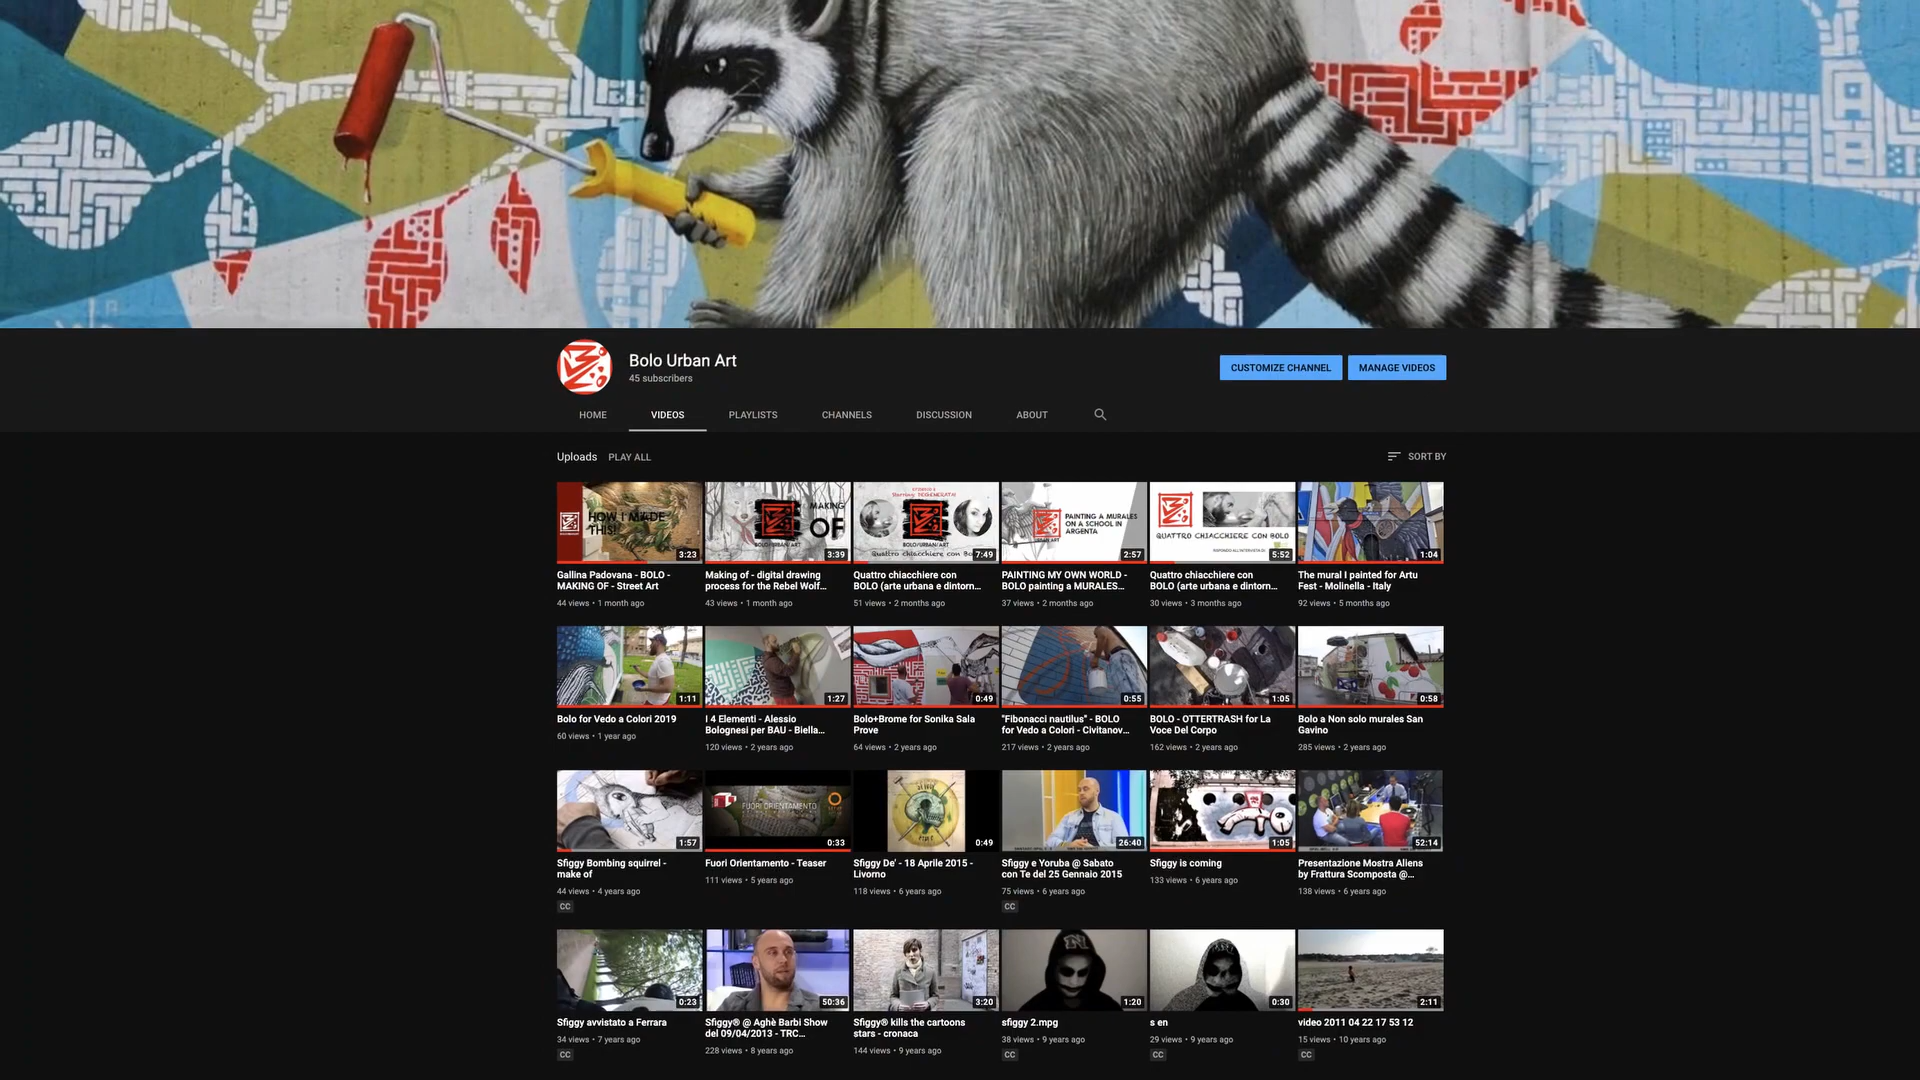 Bolo Urban Art
45 subscribers
CUSTOMIZE CHANNEL
MANAGE VIDEOS
HOME
VIDEOS
PLAYLISTS
CHANNELS
DISCUSSION
ABOUT
Uploads
PLAY ALL
SORT BY
HOW I MADE
THIS!
3:23
MAKING
OF
BOLO/URBAN/ART
3:39
BOLO/URBAN/ART
Quattro chiacchiere con
7:49
PAINTING A MURALES
ON A SCHOOL IN
ARGENTA
2:57
QUATTRO CHIACCHIERE CON BOLO
5:52
1:04
Gallina Padovana - BOLO -
MAKING OF - Street Art
44 views • 1 month ago
Making of - digital drawing
process for the Rebel Wolf...
43 views • 1 month ago
Quattro chiacchiere con
BOLO (arte urbana e dintorn...
51 views • 2 months ago
PAINTING MY OWN WORLD -
BOLO painting a MURALES...
37 views • 2 months ago
Quattro chiacchiere con
BOLO (arte urbana e dintorn...
30 views • 3 months ago
The mural I painted for Artu
Fest - Molinella - Italy
92 views • 5 months ago
1:11
1:27
0:49
0:55
1:05
0:58
Bolo for Vedo a Colori 2019
60 views • 1 year ago
I 4 Elementi - Alessio
Bolognesi per BAU - Biella...
120 views • 2 years ago
Bolo+Brome for Sonika Sala
Prove
64 views • 2 years ago
"Fibonacci nautilus" - BOLO
for Vedo a Colori - Civitanov...
217 views • 2 years ago
BOLO - OTTERTRASH for La
Voce Del Corpo
162 views • 2 years ago
Bolo a Non solo murales San
Gavino
285 views • 2 years ago
1:57
FUORI ORIENTAMENTO
0:33
0:49
26:40
1:05
52:14
Sfiggy Bombing squirrel -
make of
44 views • 4 years ago
CC
Fuori Orientamento - Teaser
111 views • 5 years ago
Sfiggy De' - 18 Aprile 2015 -
Livorno
118 views • 6 years ago
Sfiggy e Yoruba @ Sabato
con Te del 25 Gennaio 2015
75 views • 6 years ago
CC
Sfiggy is coming
133 views • 6 years ago
Presentazione Mostra Aliens
by Frattura Scomposta @...
138 views • 6 years ago
0:23
50:36
3:20
1:20
0:30
2:11
Sfiggy avvistato a Ferrara
34 views • 7 years ago
CC
Sfiggy® @ Aghè Barbi Show
del 09/04/2013 - TRC...
228 views • 8 years ago
Sfiggy® kills the cartoons
stars - cronaca
144 views • 9 years ago
sfiggy 2.mpg
38 views • 9 years ago
CC
s en
29 views • 9 years ago
CC
video 2011 04 22 17 53 12
15 views • 10 years ago
CC